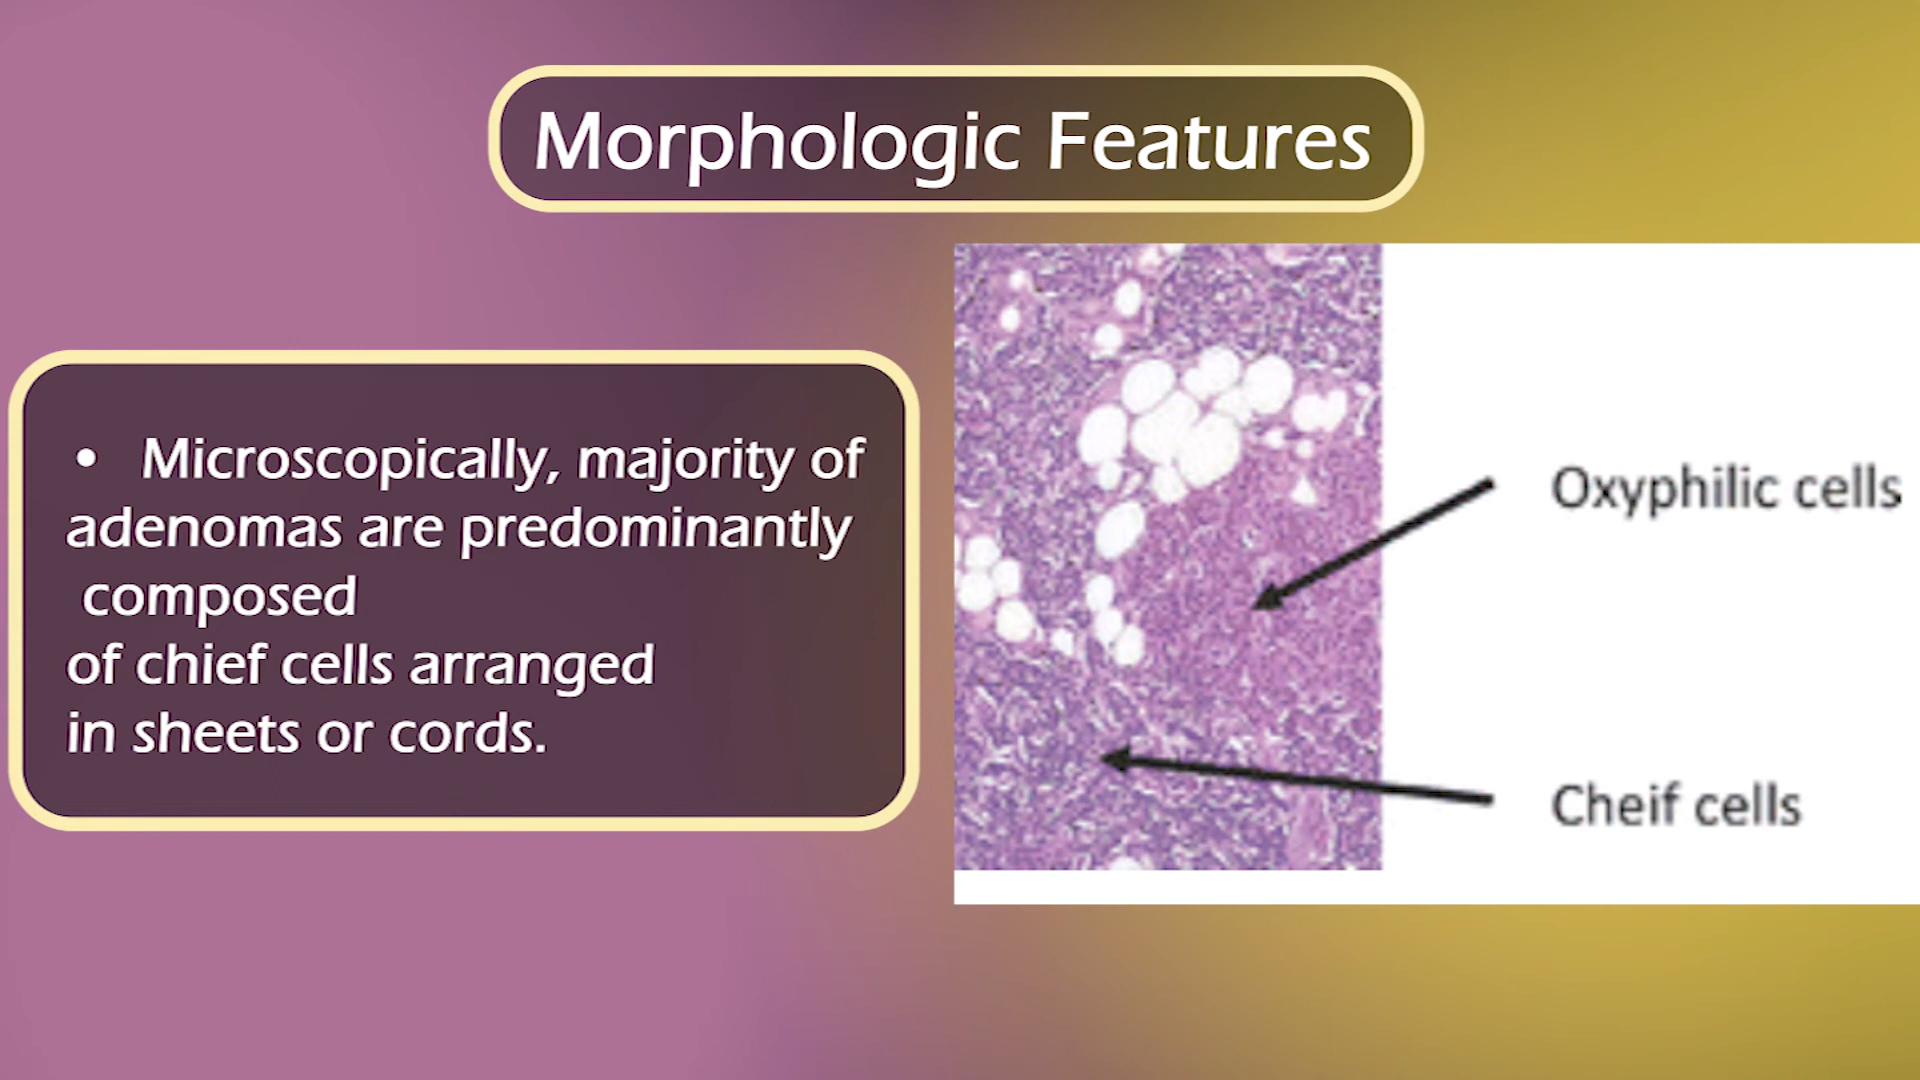 Morphologic Features
• Microscopically, majority of
adenomas are predominantly
composed
of chief cells arranged
in sheets or cords.
Oxyphilic cells
Cheif cells